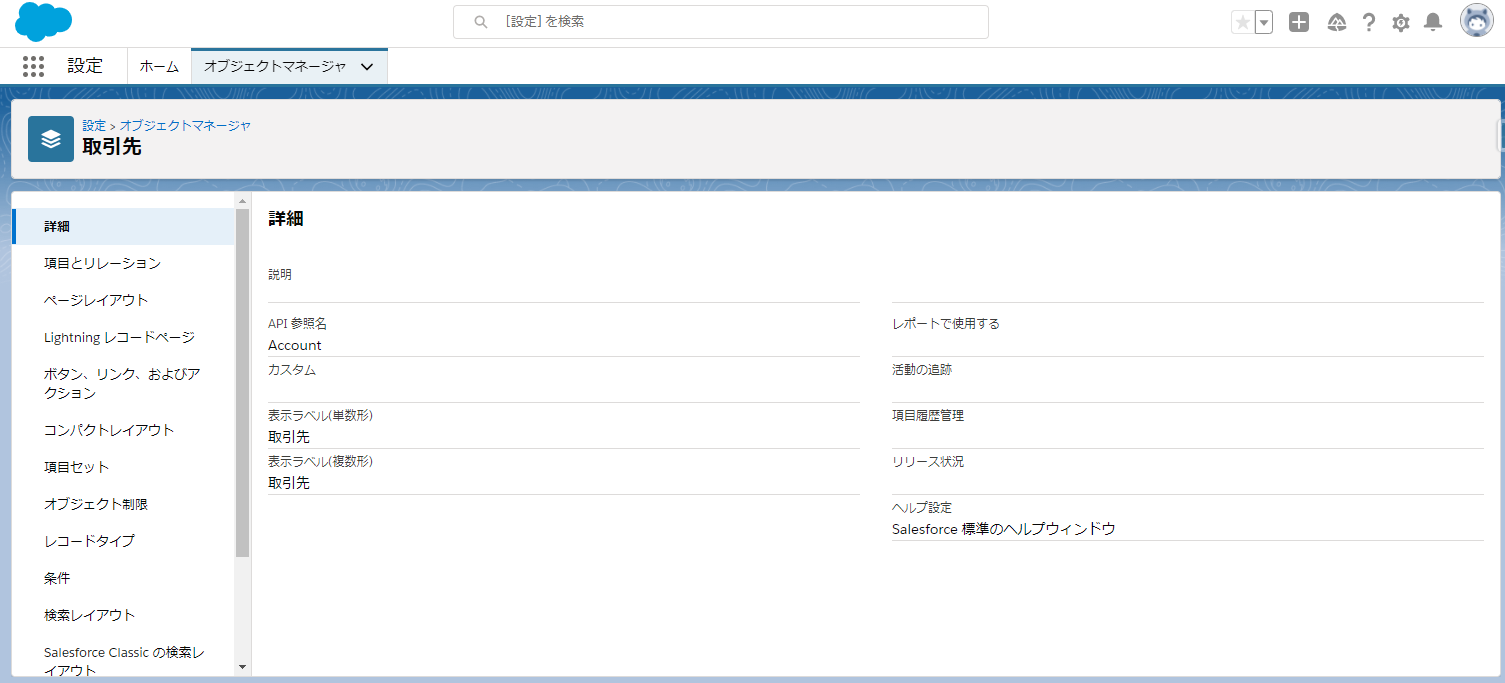 [設定] を検索
設定
ホーム
オブジェクトマネージャ
設定 > オブジェクトマネージャ
取引先
詳細
項目とリレーション
ページレイアウト
Lightning レコードページ
ボタン、リンク、およびア
クション
コンパクトレイアウト
項目セット
オブジェクト制限
レコードタイプ
条件
検索レイアウト
Salesforce Classic の検索レ
イアウト
詳細
説明
API 参照名
Account
カスタム
表示ラベル(単数形)
取引先
表示ラベル(複数形)
取引先
レポートで使用する
活動の追跡
項目履歴管理
リリース状況
ヘルプ設定
Salesforce 標準のヘルプウィンドウ